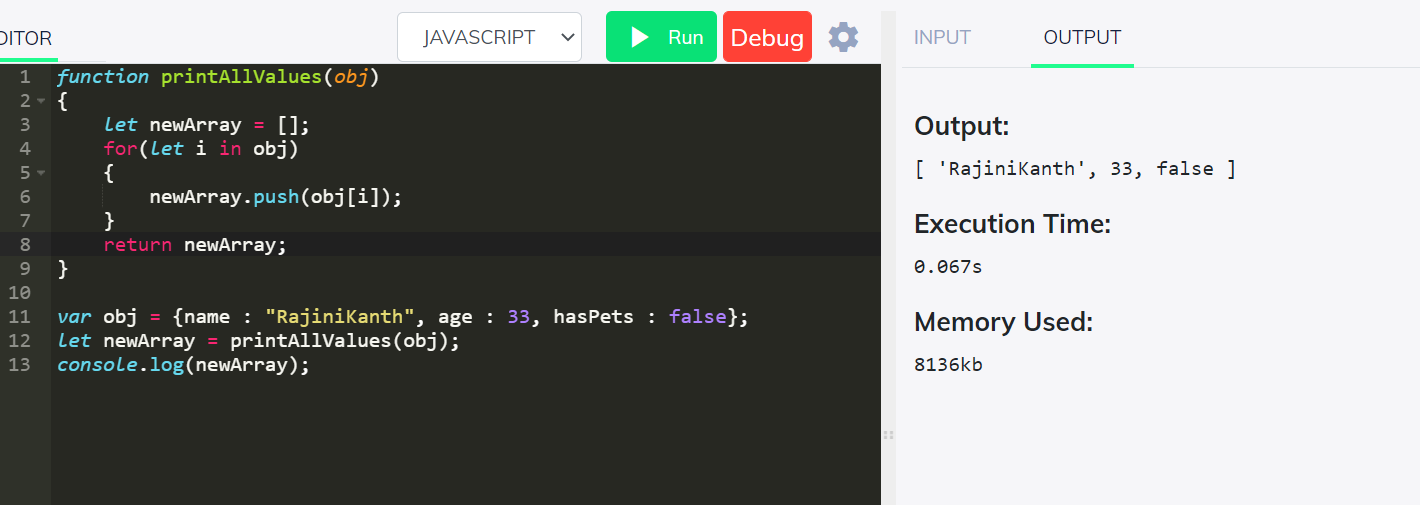 DITOR
JAVASCRIPT
Run
Debug
INPUT
OUTPUT
1 function printAllValues(obj)
2 {
3     let newArray = [];
4     for(let i in obj)
5     {
6         newArray.push(obj[i]);
7     }
8     return newArray;
9 }
10
11 var obj = {name : "RajiniKanth", age : 33, hasPets : false};
12 let newArray = printAllValues(obj);
13 console.log(newArray);
Output:
[ 'RajiniKanth', 33, false ]
Execution Time:
0.067s
Memory Used:
8136kb